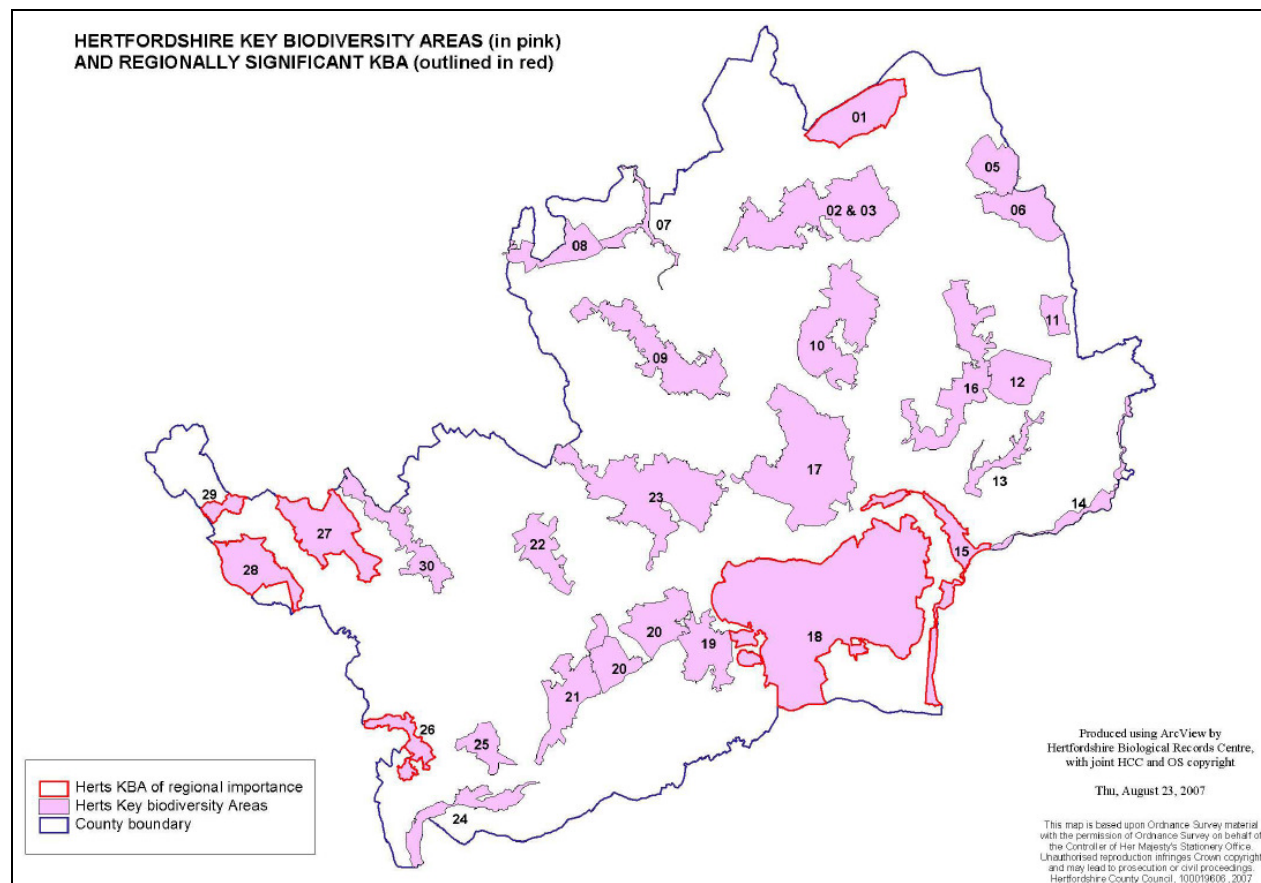 HERTFORDSHIRE KEY BIODIVERSITY AREAS (in pink)
AND REGIONALLY SIGNIFICANT KBA (outlined in red)
01
05
02 & 03
06
07
08
11
10
09
12
16
17
13
23
29
14
27
22
15
28
30
20
18
19
20
21
26
25
24
Herts KBA of regional importance
Herts Key biodiversity Areas
County boundary
Produced using ArcView by
Hertfordshire Biological Records Centre,
with joint HCC and OS copyright
Thu, August 23, 2007
This map is based upon Ordnance Survey material
with the permission of Ordnance Survey on behalf of
the Controller of Her Majesty's Stationery Office.
Unauthorised reproduction infringes Crown copyright
and may lead to prosecution or civil proceedings.
Hertfordshire County Council, 100019606, 2007